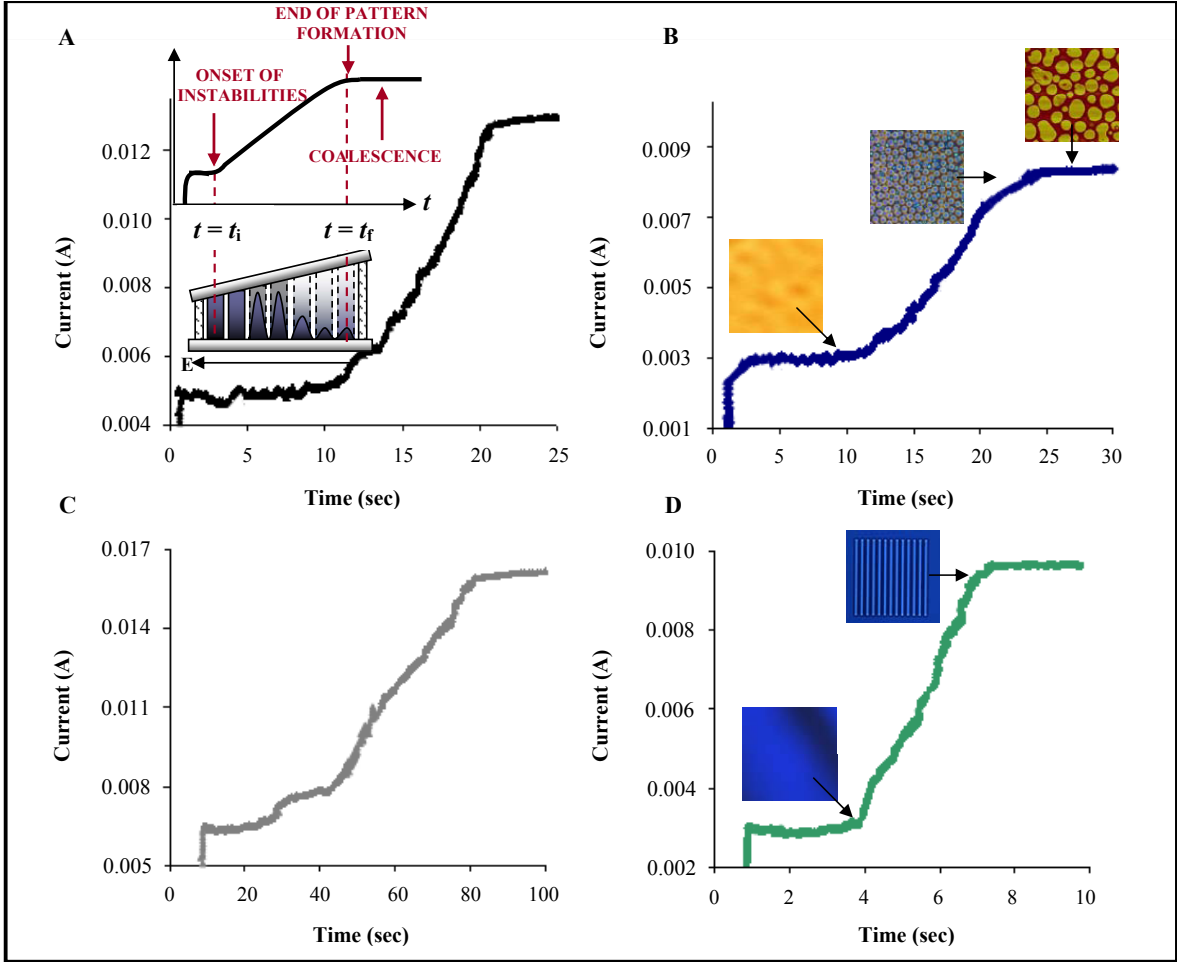 A
END OF PATTERN
FORMATION
ONSET OF
INSTABILITIES
COALESCENCE
t
t = ti
t = tf
E
Current (A)
0.012
0.010
0.008
0.006
0.004
0
5
10
15
20
25
Time (sec)
B
Current (A)
0.009
0.007
0.005
0.003
0.001
0
5
10
15
20
25
30
Time (sec)
C
Current (A)
0.017
0.014
0.011
0.008
0.005
0
20
40
60
80
100
Time (sec)
D
Current (A)
0.010
0.008
0.006
0.004
0.002
0
2
4
6
8
10
Time (sec)